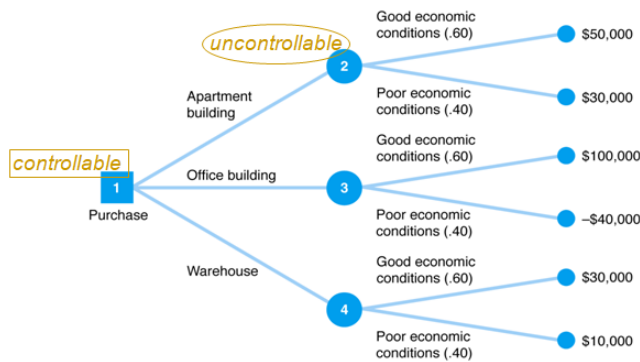 Good economic
conditions (.60)
$50,000
uncontrollable
2
Poor economic
conditions (.40)
$30,000
Apartment
building
Good economic
conditions (.60)
$100,000
controllable
1
Office building
3
Purchase
Poor economic
conditions (.40)
–$40,000
Good economic
conditions (.60)
$30,000
Warehouse
4
Poor economic
conditions (.40)
$10,000